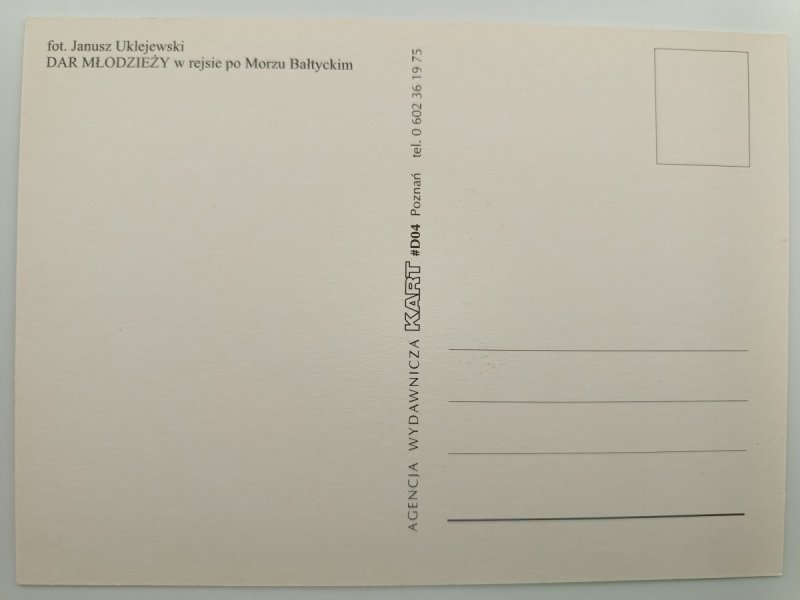 fot. Janusz Uklejewski
DAR MŁODZIEŻY w rejsie po Morzu Bałtyckim
AGENCJA WYDAWNICZA KART #D04 Poznań tel. 0 602 36 19 75